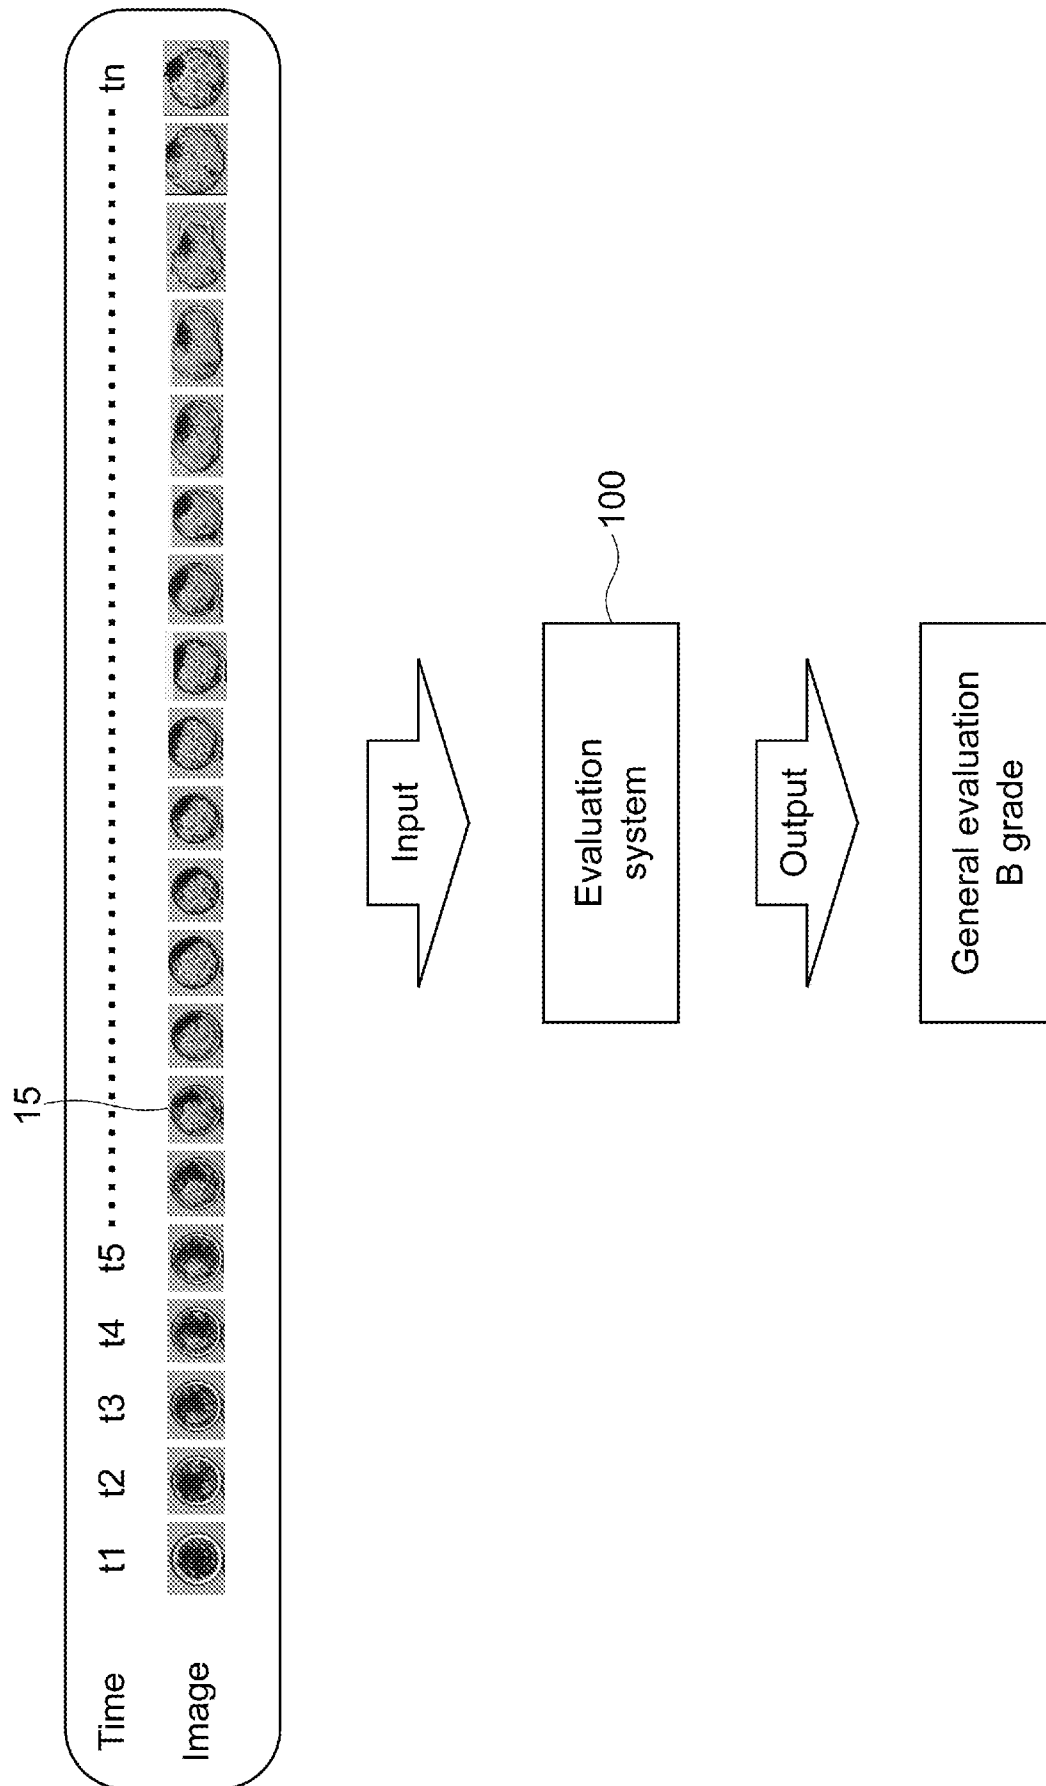 15
Time t1 t2 t3 t4 t5 tn
Image
Input
Evaluation
system
100
Output
General evaluation
B grade